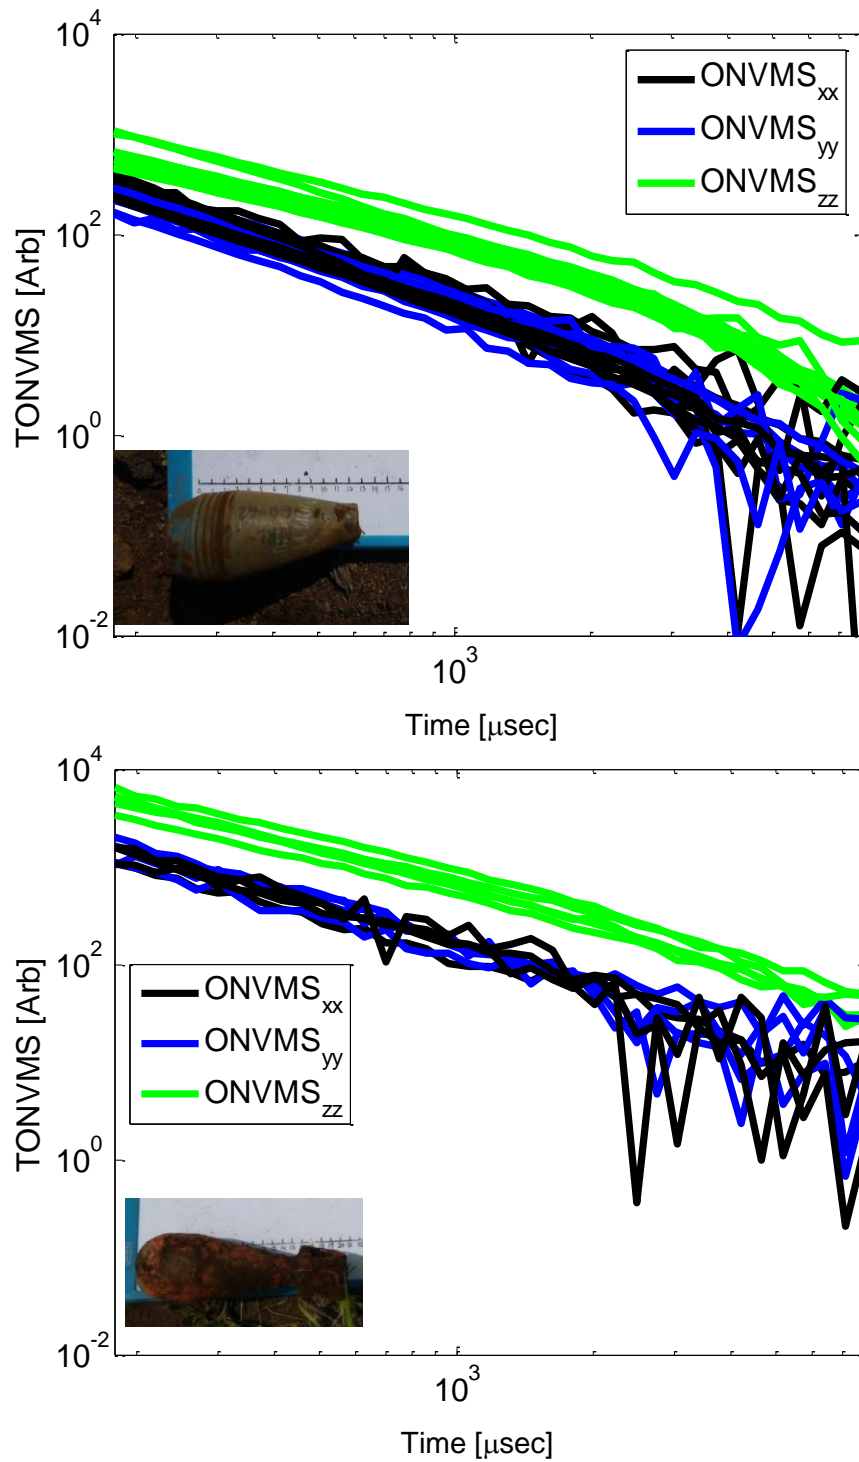 10^4
ONVMS_xx
ONVMS_yy
ONVMS_zz
10^2
TONVMS [Arb]
10^0
10^-2
10^3
Time [μsec]
10^4
10^2
ONVMS_xx
ONVMS_yy
ONVMS_zz
TONVMS [Arb]
10^0
10^-2
10^3
Time [μsec]